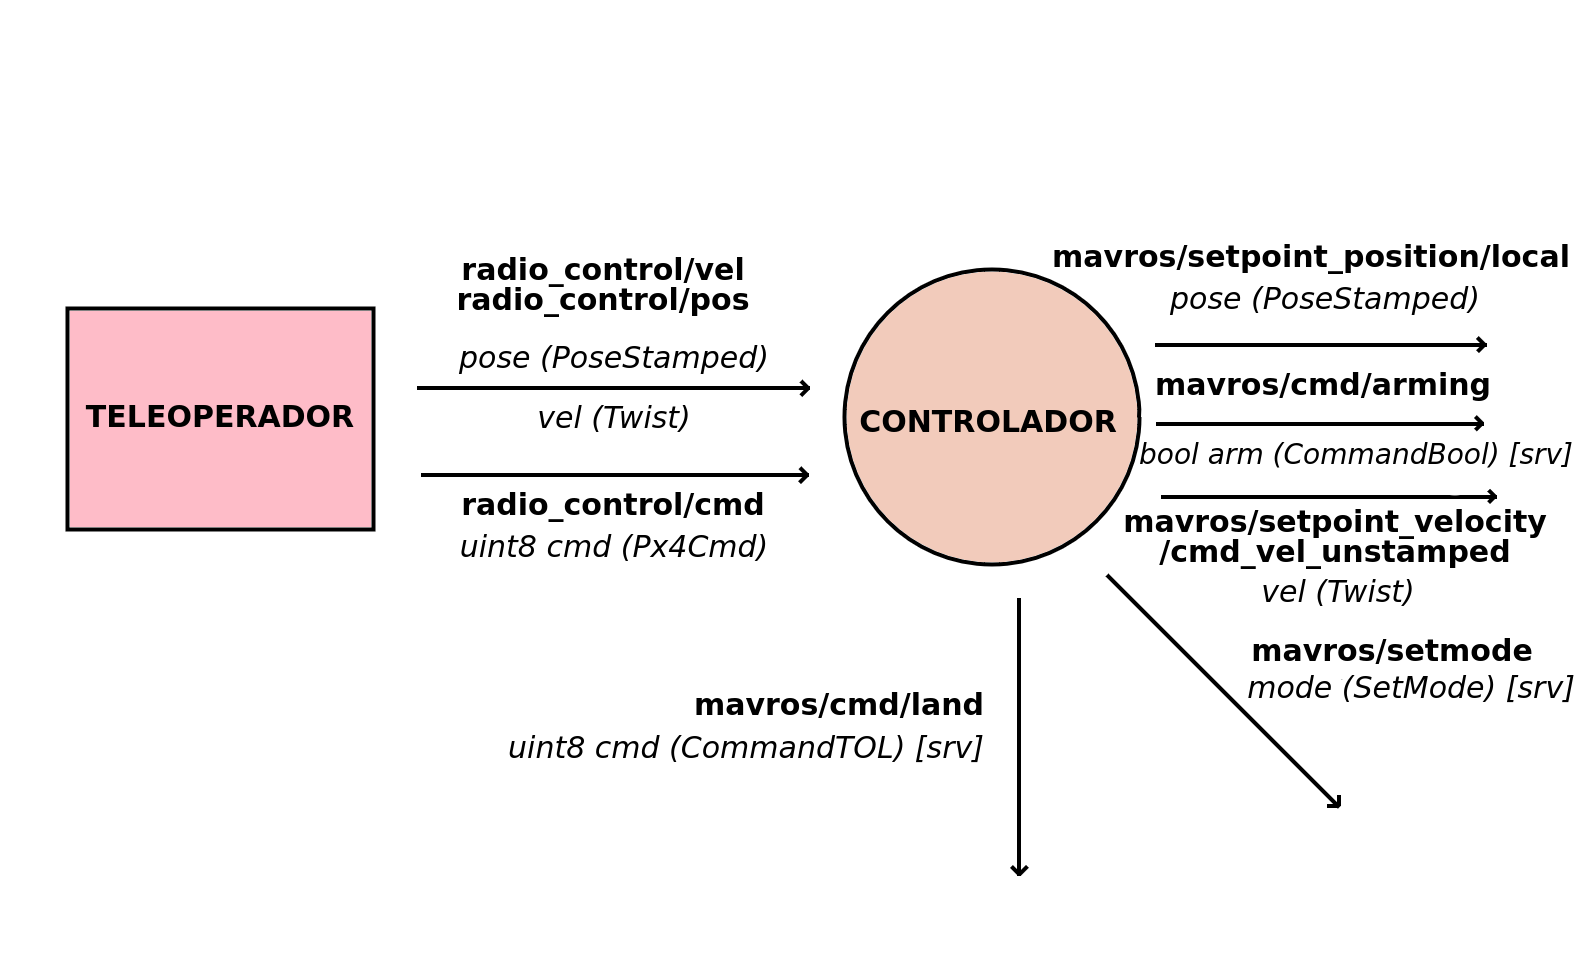 TELEOPERADOR
radio_control/vel
radio_control/pos
pose (PoseStamped)
vel (Twist)
radio_control/cmd
uint8 cmd (Px4Cmd)
CONTROLADOR
mavros/setpoint_position/local
pose (PoseStamped)
mavros/cmd/arming
bool arm (CommandBool) [srv]
mavros/setpoint_velocity
/cmd_vel_unstamped
vel (Twist)
mavros/setmode
mode (SetMode) [srv]
mavros/cmd/land
uint8 cmd (CommandTOL) [srv]